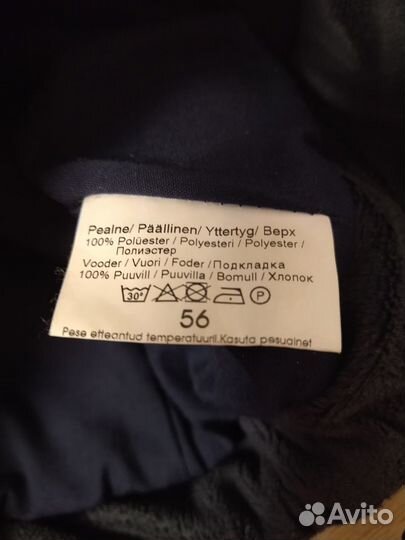 Pealne/ Päällinen/ Yttertyg/ Верх
100% Polüester / Polyesteri / Polyester /
Полиэстер
Vooder / Vuori / Foder / Подкладка
100% Puuvill / Puuvilla / Bomull / Хлопок
30° P
56
Pese etteantud temperatuuril.Kasuta pesuainet
Avito